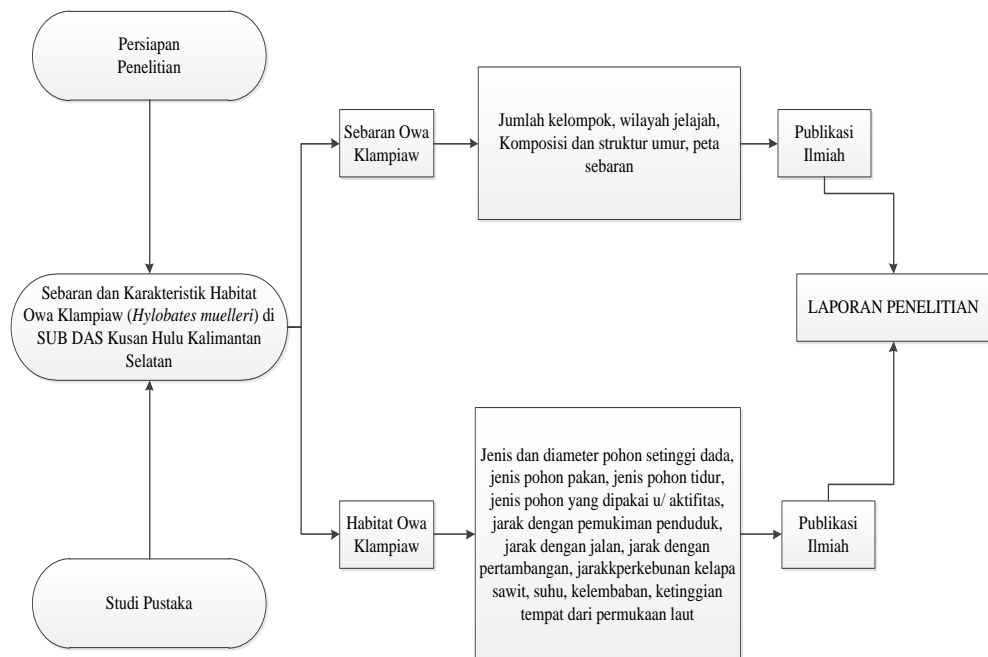 Persiapan
Penelitian
Sebaran dan Karakteristik Habitat
Owa Klampiaw (Hylobates muelleri) di
SUB DAS Kusan Hulu Kalimantan
Selatan
Studi Pustaka
Sebaran Owa
Klampiaw
Jumlah kelompok, wilayah jelajah,
Komposisi dan struktur umur, peta
sebaran
Publikasi
Ilmiah
Habitat Owa
Klampiaw
Jenis dan diameter pohon setinggi dada,
jenis pohon pakan, jenis pohon tidur,
jenis pohon yang dipakai u/ aktifitas,
jarak dengan pemukiman penduduk,
jarak dengan jalan, jarak dengan
pertambangan, jarakkperkebunan kelapa
sawit, suhu, kelembaban, ketinggian
tempat dari permukaan laut
Publikasi
Ilmiah
LAPORAN PENELITIAN